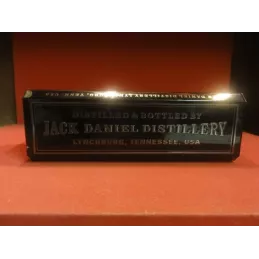 DISTILLED & BOTTLED BY
JACK DANIEL DISTILLERY
LYNCHBURG, TENNESSEE, USA